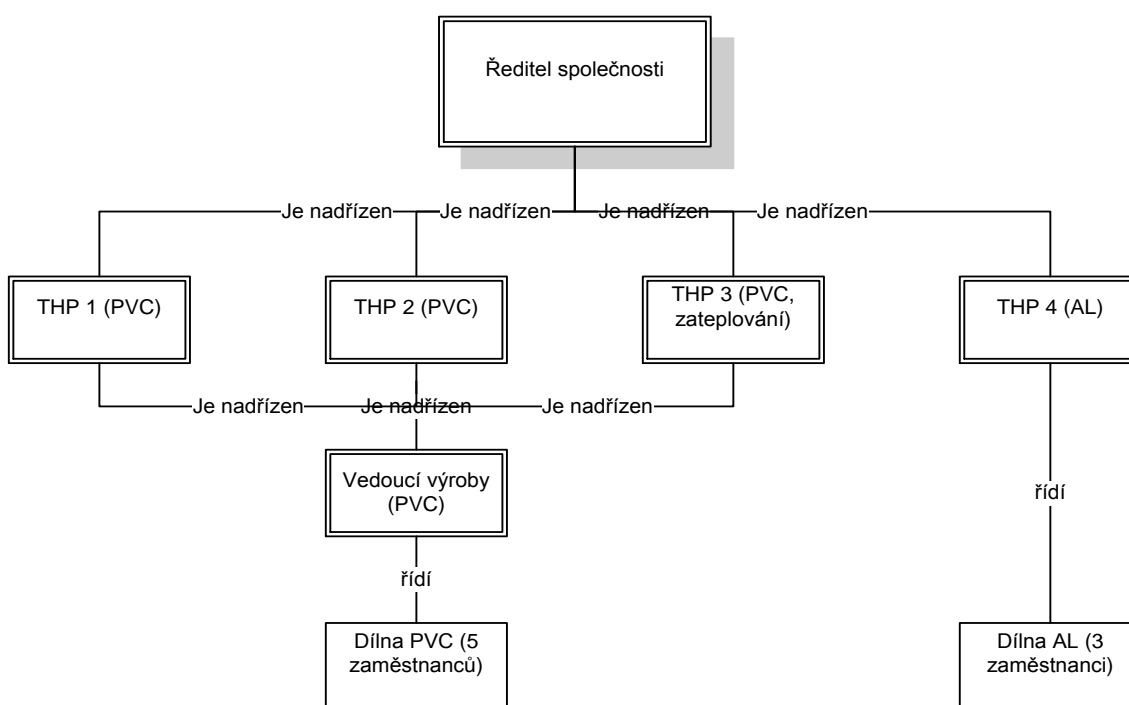 Ředitel společnosti
Je nadřízen
Je nadřízen
Je nadřízen
Je nadřízen
THP 1 (PVC)
THP 2 (PVC)
THP 3 (PVC,
zateplování)
THP 4 (AL)
Je nadřízen
Je nadřízen
Je nadřízen
Vedoucí výroby
(PVC)
řídí
řídí
Dílna PVC (5
zaměstnanců)
Dílna AL (3
zaměstnanci)